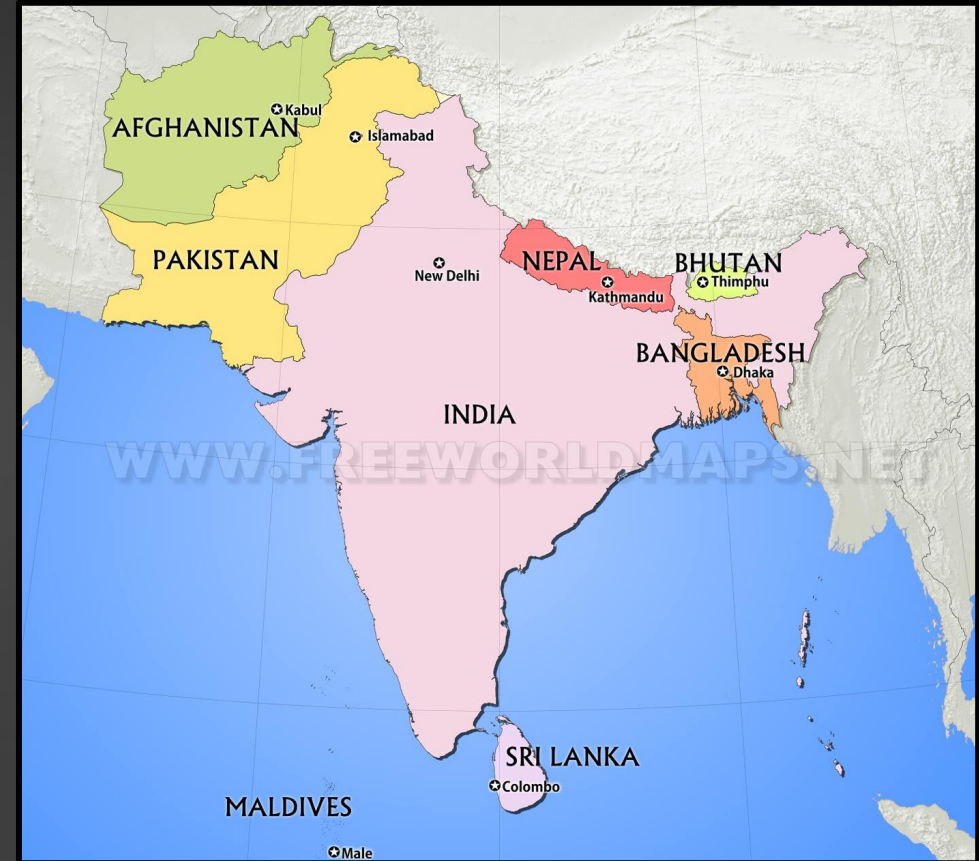 Kabul
AFGHANISTAN
Islamabad
PAKISTAN
New Delhi
NEPAL
Kathmandu
BHUTAN
Thimphu
BANGLADESH
Dhaka
INDIA
WWW.FREEWORLDMAPS.NET
SRI LANKA
Colombo
MALDIVES
Male